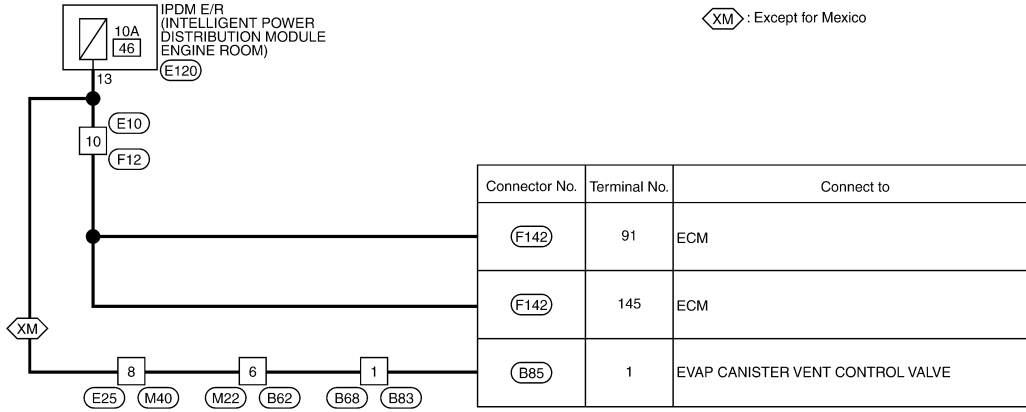 IPDM E/R
(INTELLIGENT POWER
DISTRIBUTION MODULE
ENGINE ROOM)
10A
46
E120
XM : Except for Mexico
13
E10
10
F12
Connector No. Terminal No. Connect to
F142 91 ECM
F142 145 ECM
B85 1 EVAP CANISTER VENT CONTROL VALVE
XM
8 6 1
E25 M40 M22 B62 B68 B83